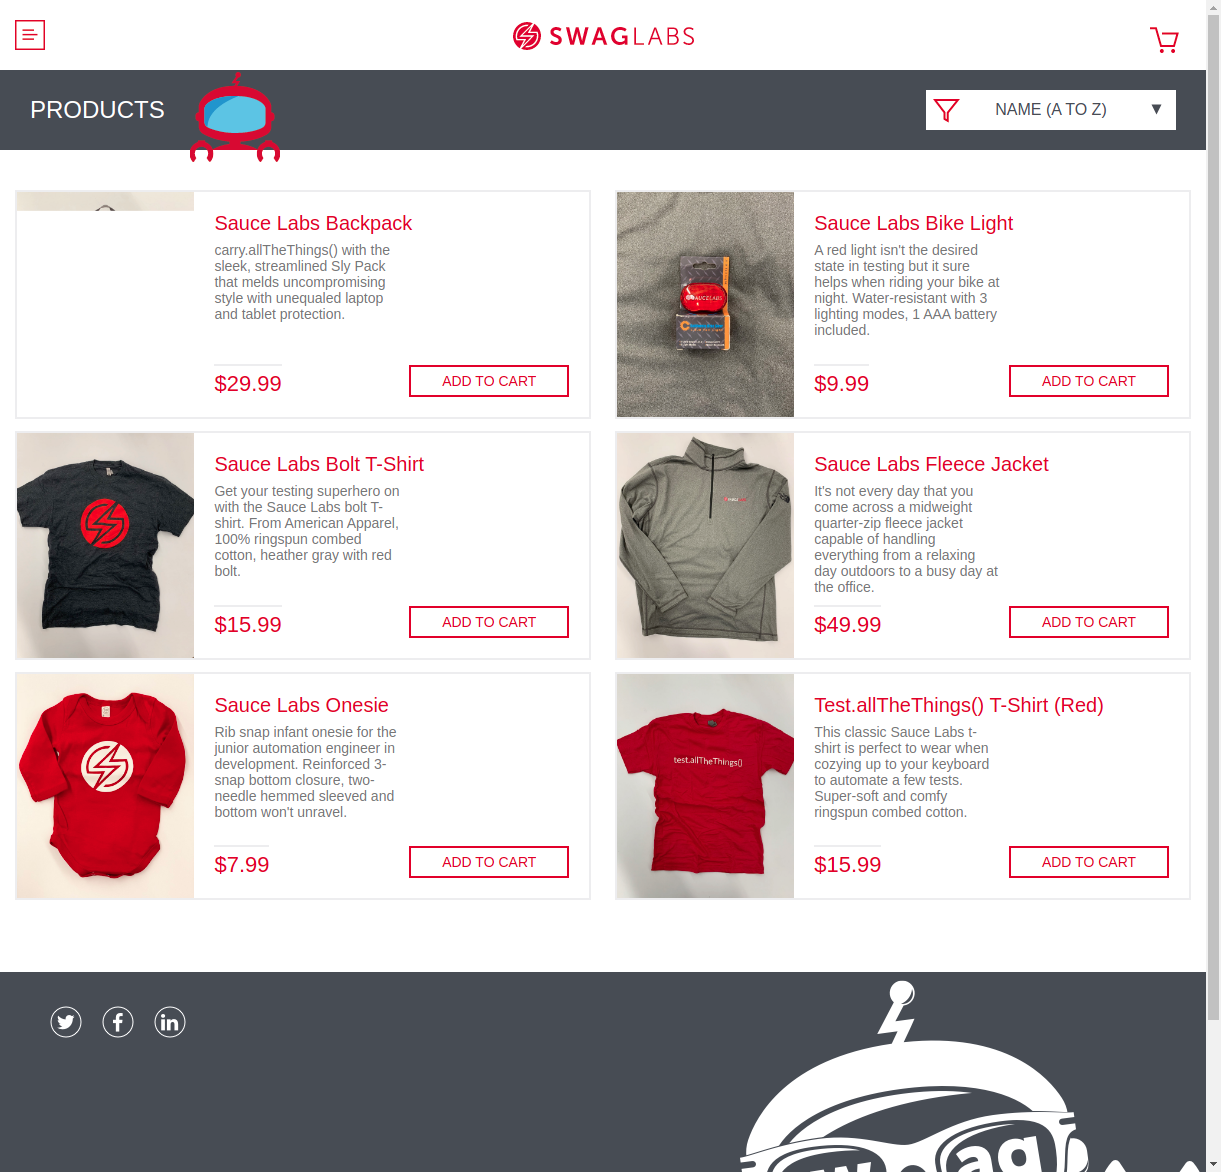 SWAGLABS
PRODUCTS
NAME (A TO Z)
Sauce Labs Backpack
carry.allTheThings() with the
sleek, streamlined Sly Pack
that melds uncompromising
style with unequaled laptop
and tablet protection.
$29.99
ADD TO CART
Sauce Labs Bike Light
A red light isn't the desired
state in testing but it sure
helps when riding your bike at
night. Water-resistant with 3
lighting modes, 1 AAA battery
included.
$9.99
ADD TO CART
SAUCELABS
Sauce Labs Bolt T-Shirt
Get your testing superhero on
with the Sauce Labs bolt T-
shirt. From American Apparel,
100% ringspun combed
cotton, heather gray with red
bolt.
$15.99
ADD TO CART
Sauce Labs Fleece Jacket
It's not every day that you
come across a midweight
quarter-zip fleece jacket
capable of handling
everything from a relaxing
day outdoors to a busy day at
the office.
$49.99
ADD TO CART
Sauce Labs Onesie
Rib snap infant onesie for the
junior automation engineer in
development. Reinforced 3-
snap bottom closure, two-
needle hemmed sleeved and
bottom won't unravel.
$7.99
ADD TO CART
test.allTheThings()
Test.allTheThings() T-Shirt (Red)
This classic Sauce Labs t-
shirt is perfect to wear when
cozying up to your keyboard
to automate a few tests.
Super-soft and comfy
ringspun combed cotton.
$15.99
ADD TO CART